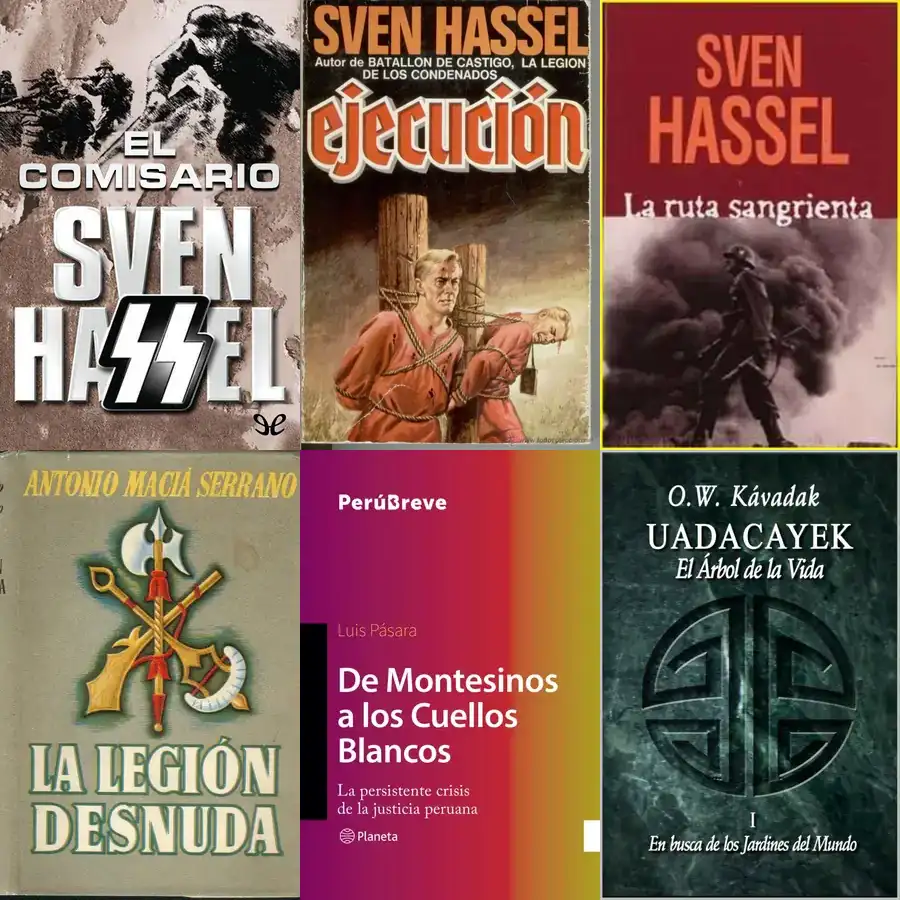 EL
COMISARIO
SVEN
HASSEL
SVEN HASSEL
Autor de BATALLON DE CASTIGO, LA LEGION
DE LOS CONDENADOS
ejecución
www.todocoleccion.net
SVEN
HASSEL
La ruta sangrienta
ANTONIO MACIÁ SERRANO
LA LEGIÓN
DESNUDA
PerúBreve
Luis Pásara
De Montesinos
a los Cuellos
Blancos
La persistente crisis
de la justicia peruana
Planeta
O.W. Kávadak
UADACAYEK
El Árbol de la Vida
I
En busca de los Jardines del Mundo